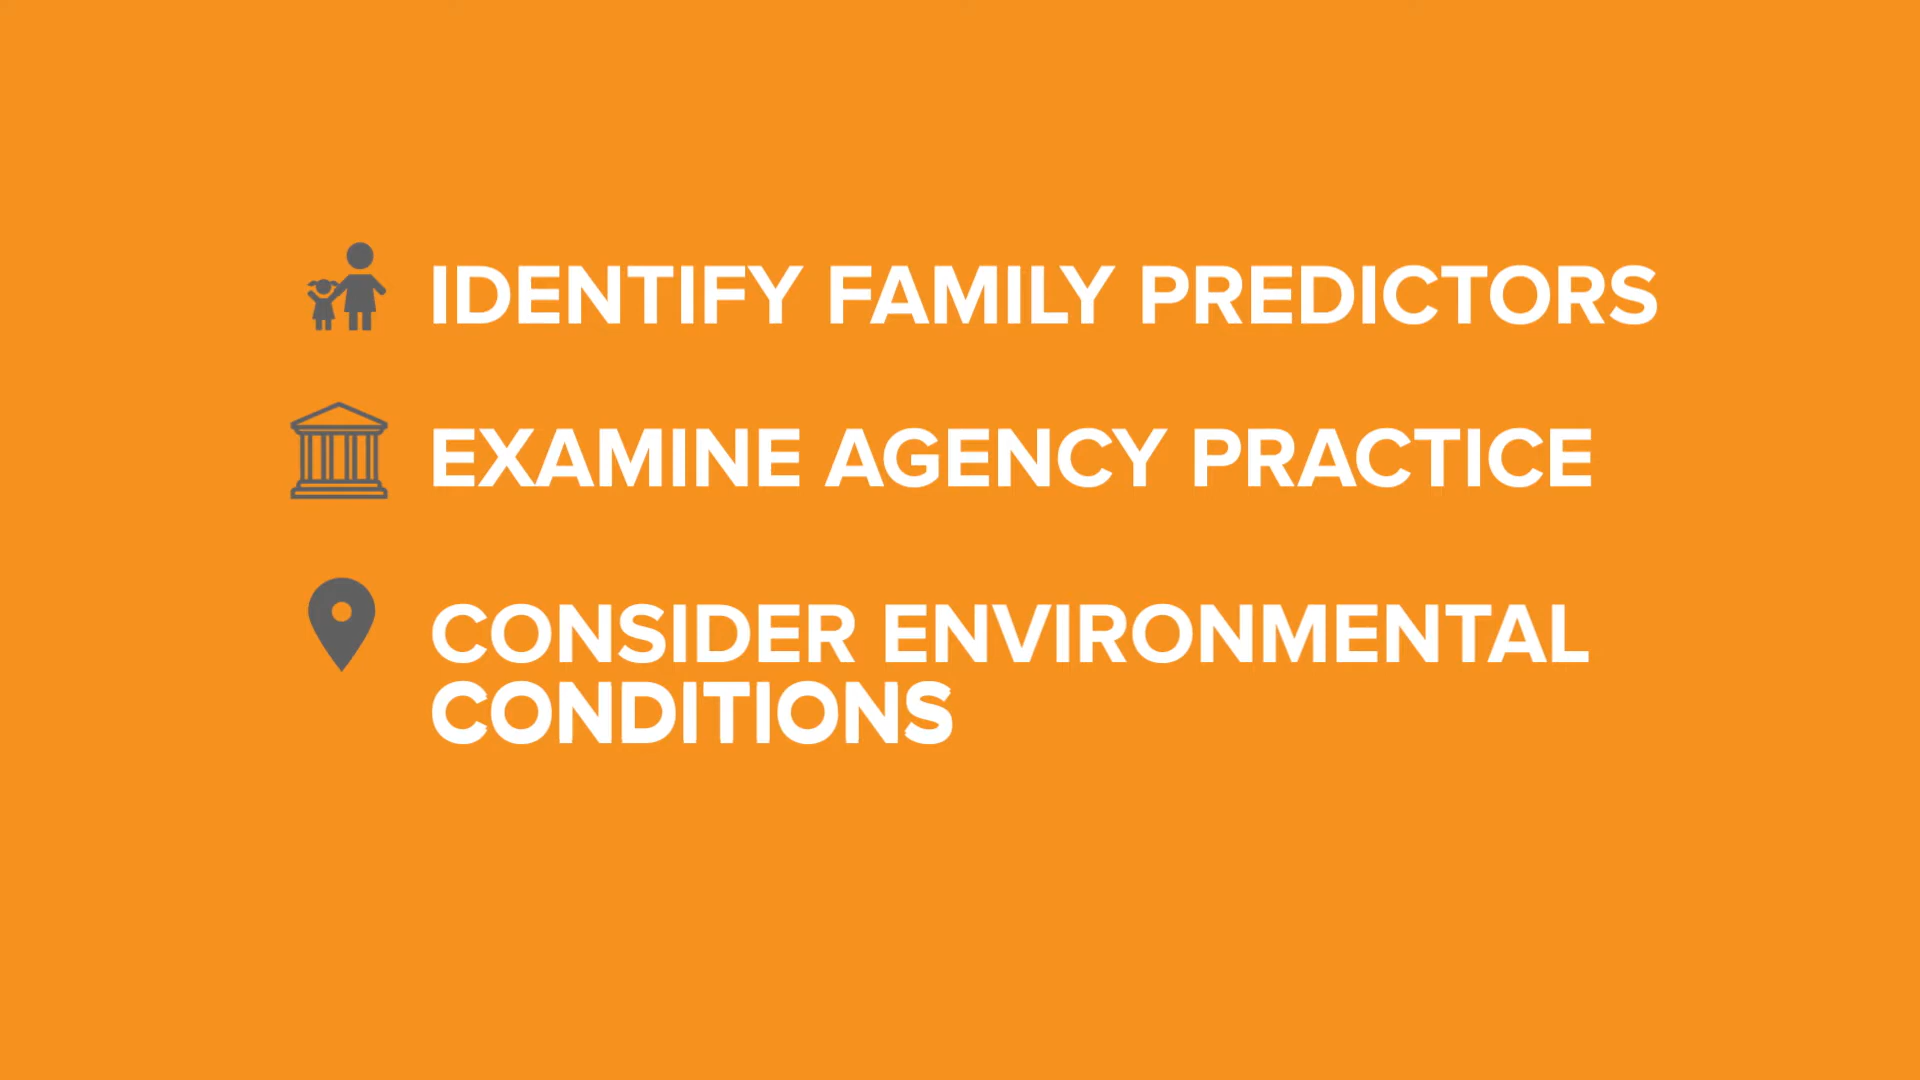 IDENTIFY FAMILY PREDICTORS
EXAMINE AGENCY PRACTICE
CONSIDER ENVIRONMENTAL
CONDITIONS